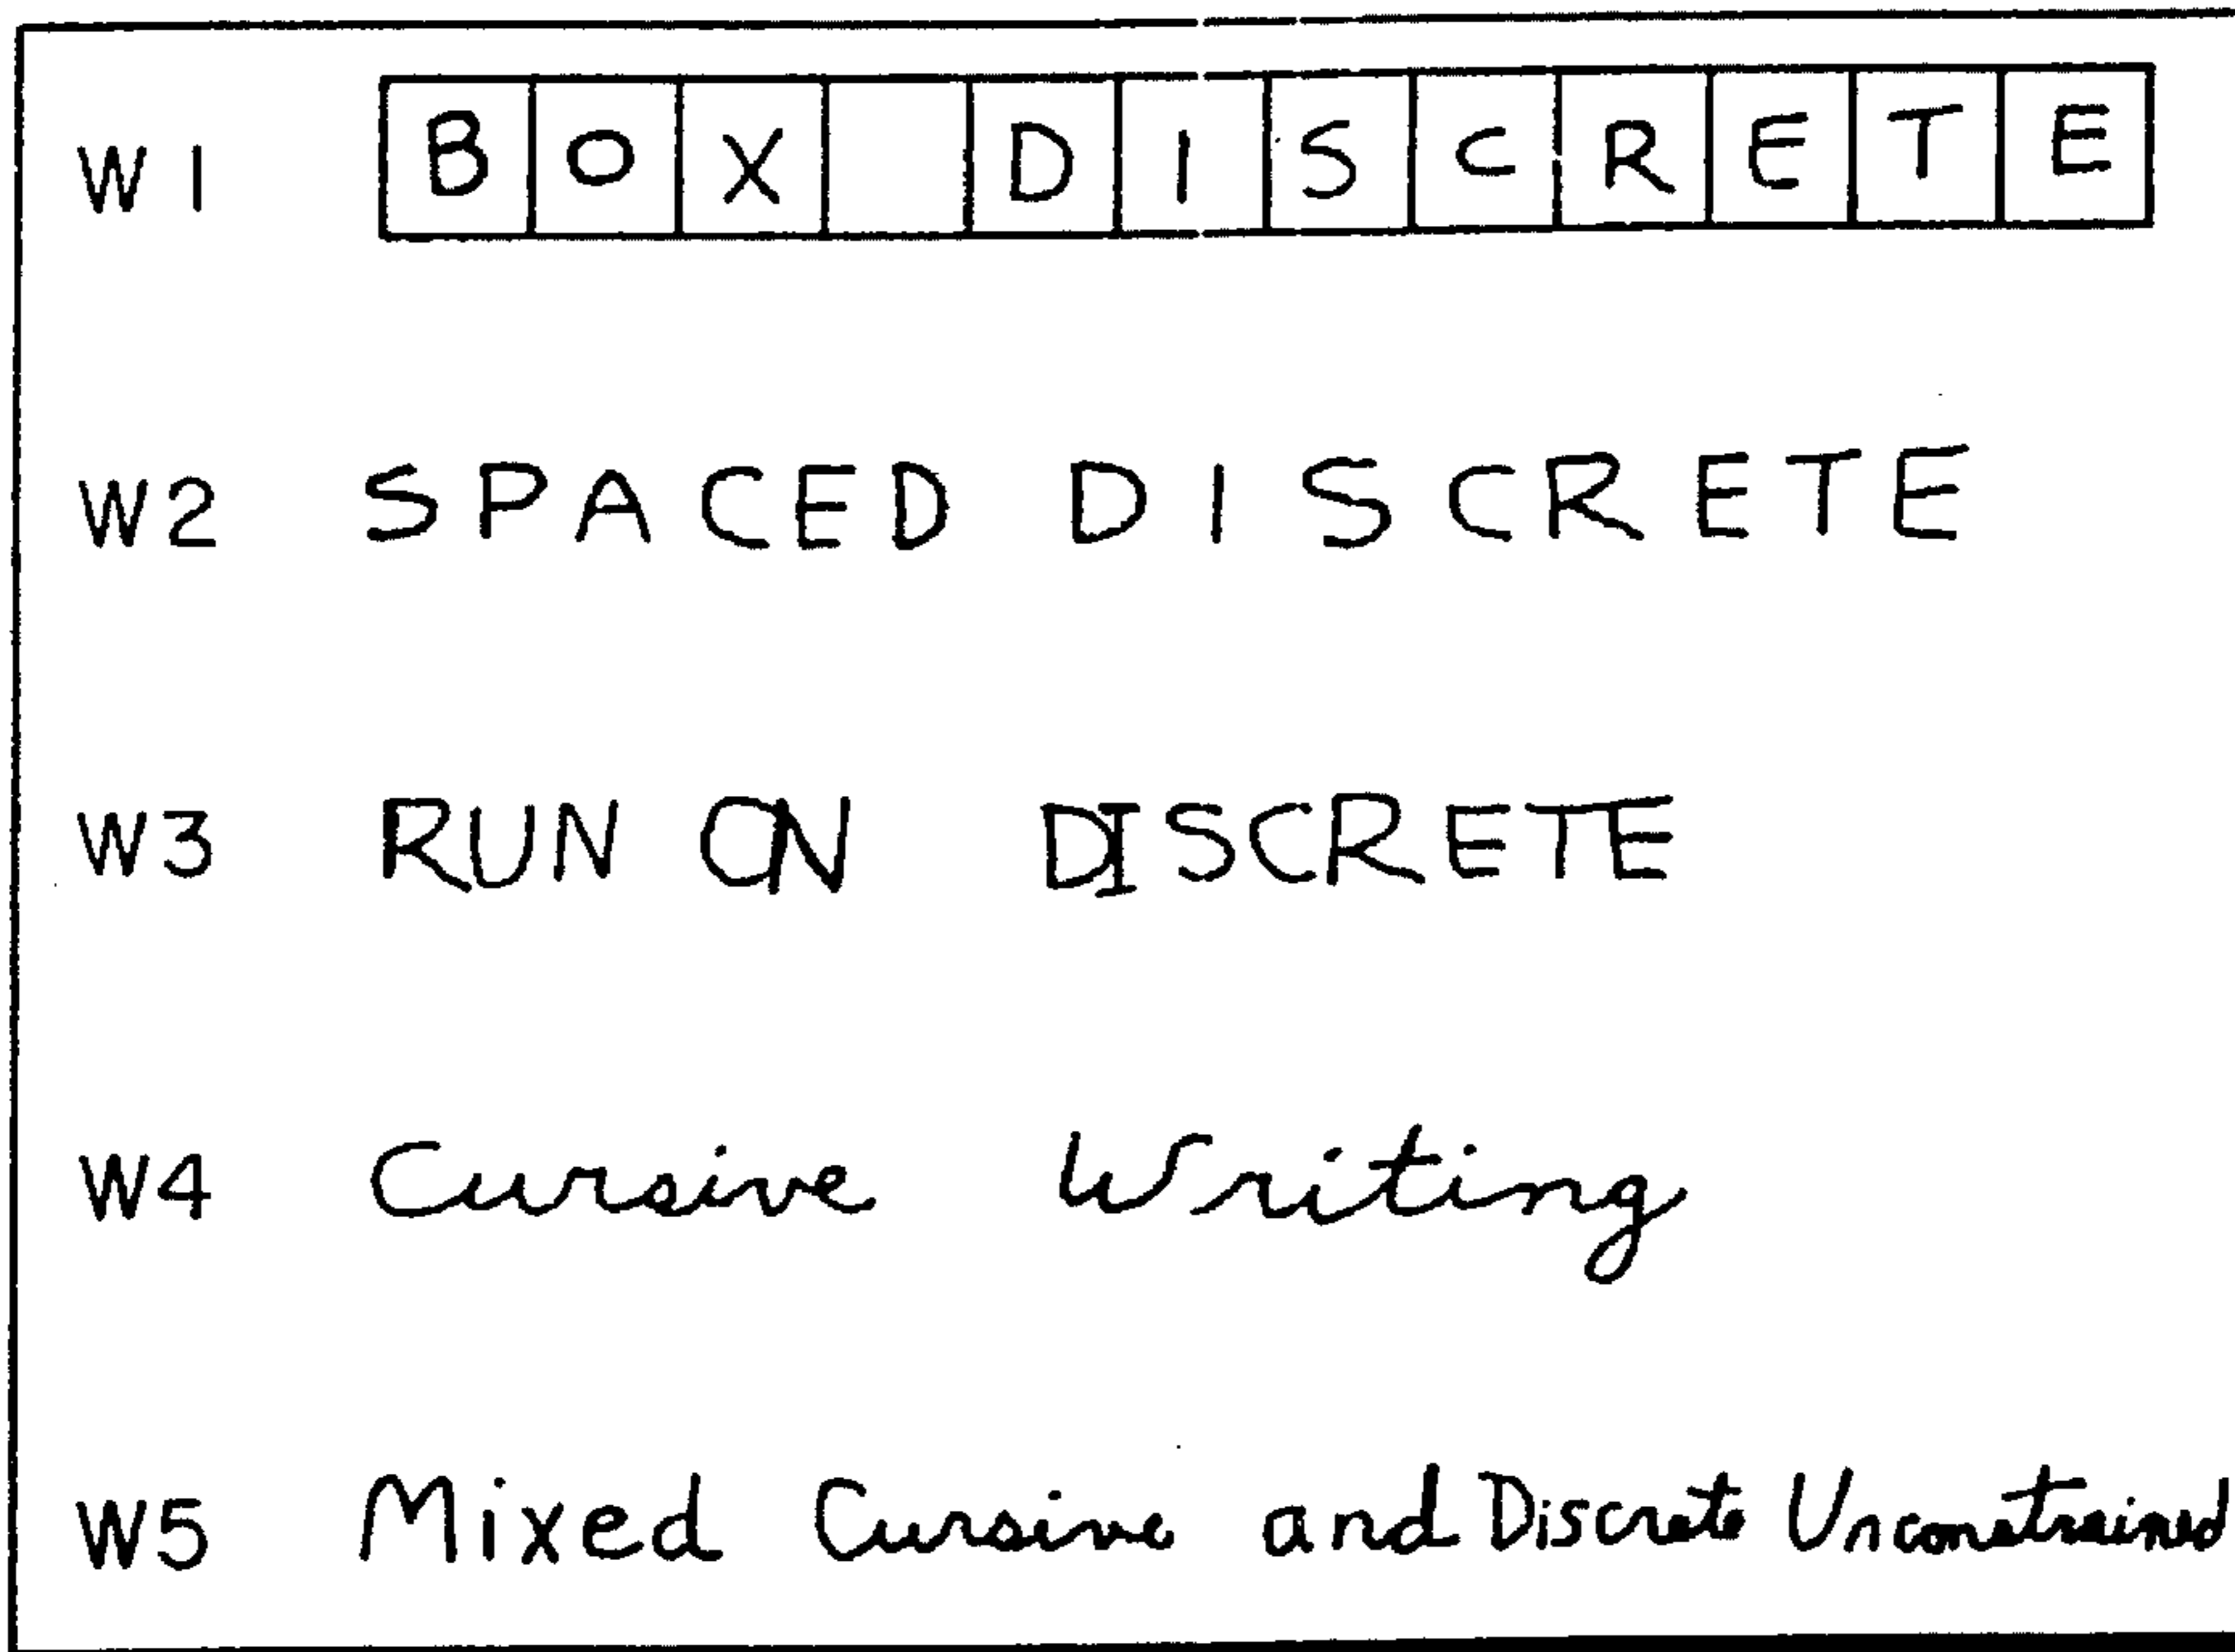 W1 BOX DISCRETE
W2 SPACED DISCRETE
W3 RUN ON DISCRETE
W4 Cursive Writing
W5 Mixed Cursive and Discrete Unconstrained